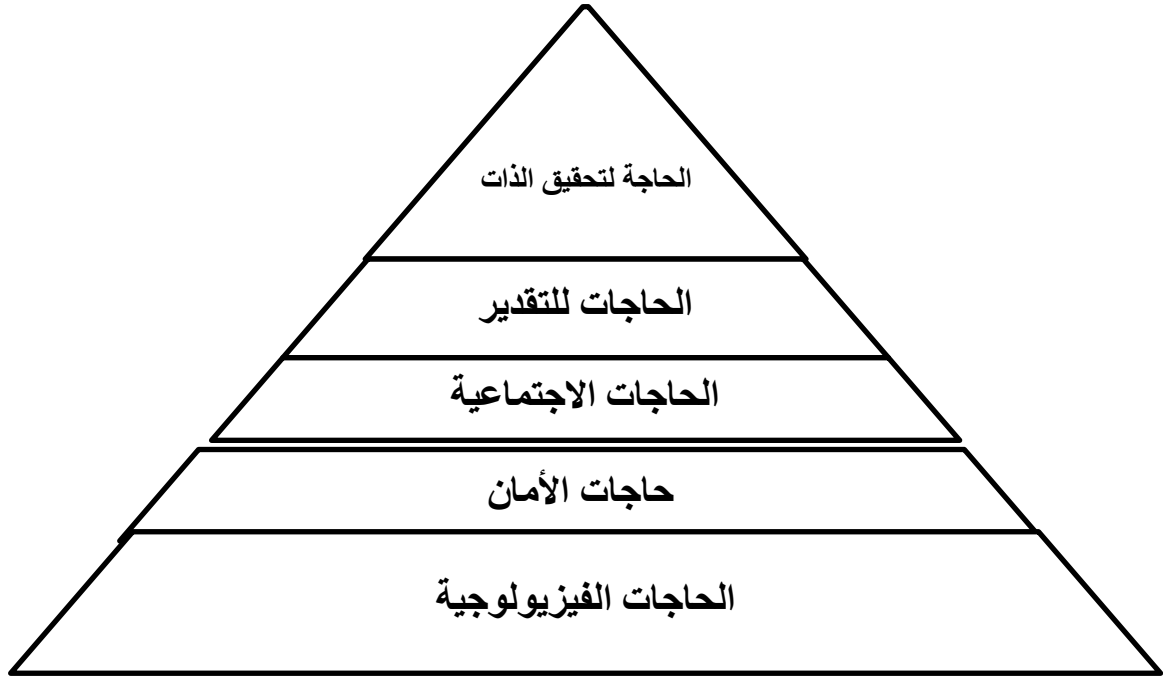 الحاجة لتحقيق الذات
الحاجات للتقدير
الحاجات الاجتماعية
حاجات الأمان
الحاجات الفيزيولوجية